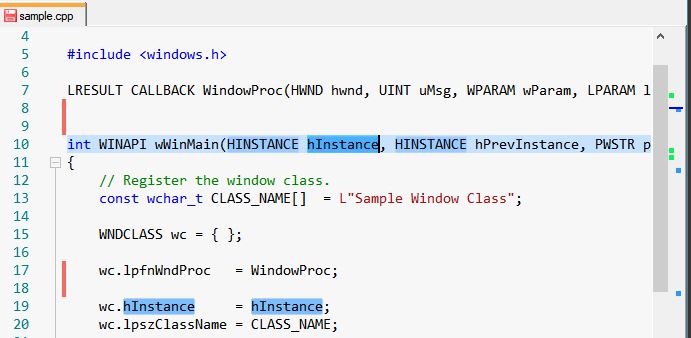 sample.cpp
4
5 #include <windows.h>
6
7 LRESULT CALLBACK WindowProc(HWND hwnd, UINT uMsg, WPARAM wParam, LPARAM l
8
9
10 int WINAPI wWinMain(HINSTANCE hInstance, HINSTANCE hPrevInstance, PWSTR p
11 {
12 // Register the window class.
13 const wchar_t CLASS_NAME[]  = L"Sample Window Class";
14
15 WNDCLASS wc = { };
16
17 wc.lpfnWndProc   = WindowProc;
18
19 wc.hInstance     = hInstance;
20 wc.lpszClassName = CLASS_NAME;